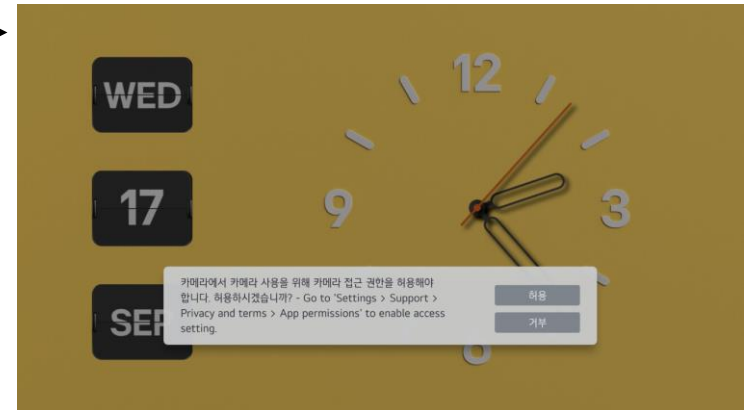 WED
17
SEP
12
9
3
6
카메라에서 카메라 사용을 위해 카메라 접근 권한을 허용해야
합니다. 허용하시겠습니까? - Go to 'Settings > Support >
Privacy and terms > App permissions' to enable access
setting.
허용
거부